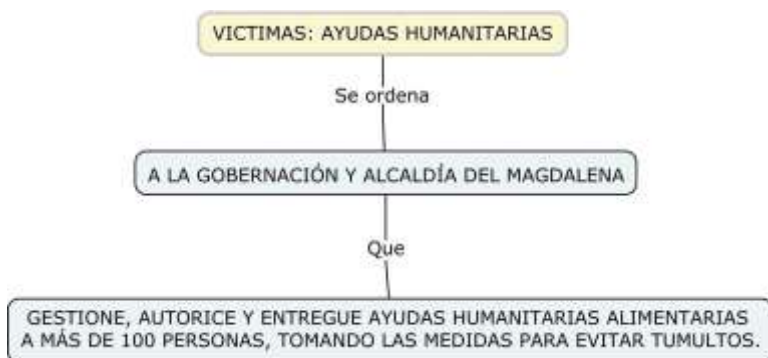 VICTIMAS: AYUDAS HUMANITARIAS
Se ordena
A LA GOBERNACIÓN Y ALCALDÍA DEL MAGDALENA
Que
GESTIONE, AUTORICE Y ENTREGUE AYUDAS HUMANITARIAS ALIMENTARIAS
A MÁS DE 100 PERSONAS, TOMANDO LAS MEDIDAS PARA EVITAR TUMULTOS.